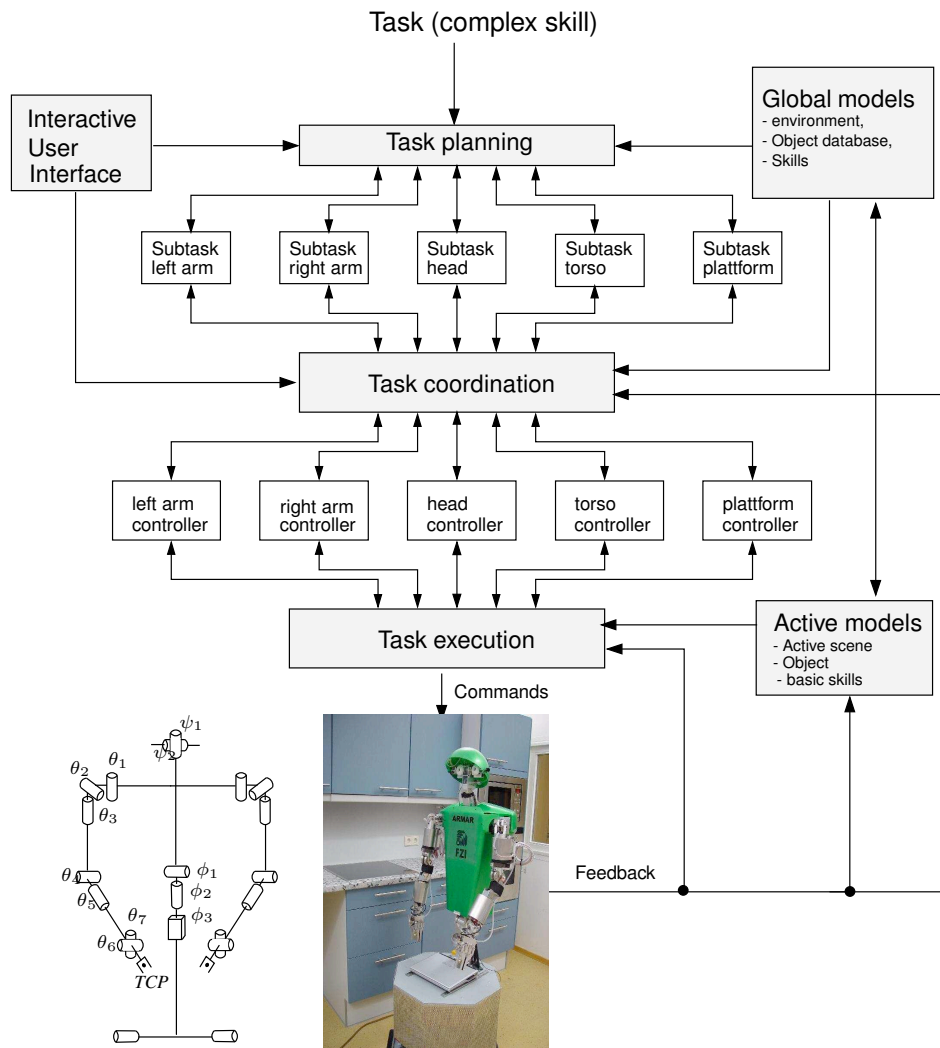 Task (complex skill)
Interactive
User
Interface
Task planning
Global models
- environment,
- Object database,
- Skills
Subtask
left arm
Subtask
right arm
Subtask
head
Subtask
torso
Subtask
plattform
Task coordination
left arm
controller
right arm
controller
head
controller
torso
controller
plattform
controller
Task execution
Active models
- Active scene
- Object
- basic skills
Commands
ψ1
ψ2
θ2
θ1
θ3
θ4
θ5
θ7
θ6
TCP
ϕ1
ϕ2
ϕ3
ARMAR
FZI
Feedback